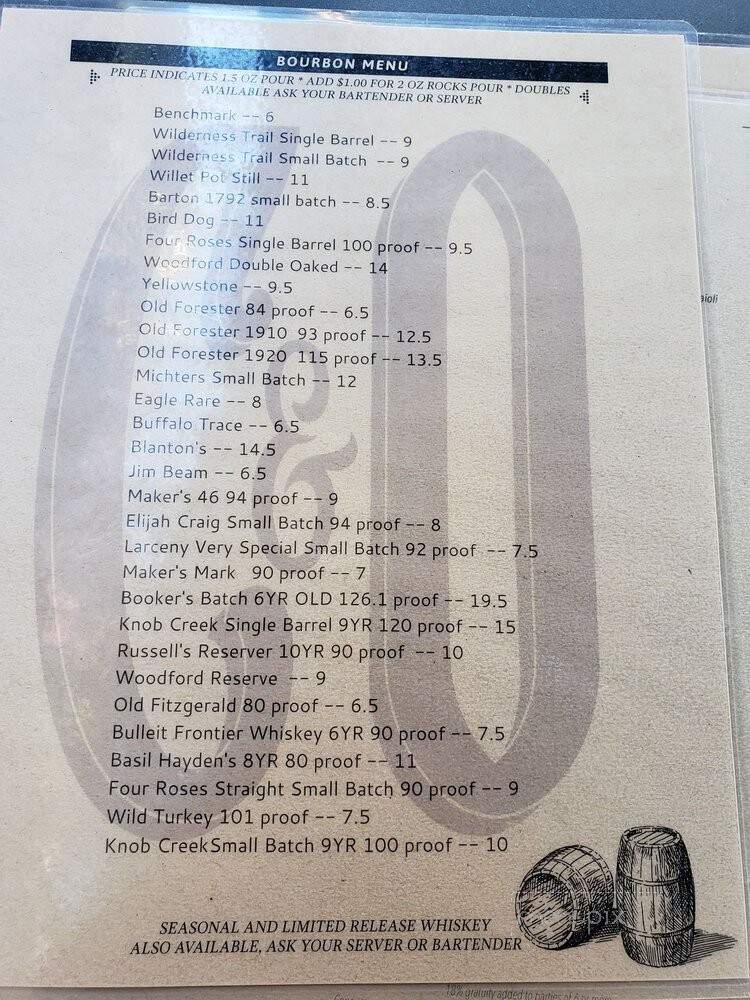 BOURBON MENU
PRICE INDICATES 1.5 OZ POUR * ADD $1.00 FOR 2 OZ ROCKS POUR * DOUBLES
AVAILABLE ASK YOUR BARTENDER OR SERVER
Benchmark -- 6
Wilderness Trail Single Barrel -- 9
Wilderness Trail Small Batch -- 9
Willet Pot Still -- 11
Barton 1792 small batch -- 8.5
Bird Dog -- 11
Four Roses Single Barrel 100 proof -- 9.5
Woodford Double Oaked -- 14
Yellowstone -- 9.5
Old Forester 84 proof -- 6.5
Old Forester 1910 93 proof -- 12.5
Old Forester 1920 115 proof -- 13.5
Michters Small Batch -- 12
Eagle Rare -- 8
Buffalo Trace -- 6.5
Blanton's -- 14.5
Jim Beam -- 6.5
Maker's 46 94 proof -- 9
Elijah Craig Small Batch 94 proof -- 8
Larceny Very Special Small Batch 92 proof -- 7.5
Maker's Mark 90 proof -- 7
Booker's Batch 6YR OLD 126.1 proof -- 19.5
Knob Creek Single Barrel 9YR 120 proof -- 15
Russell's Reserver 10YR 90 proof -- 10
Woodford Reserve -- 9
Old Fitzgerald 80 proof -- 6.5
Bulleit Frontier Whiskey 6YR 90 proof -- 7.5
Basil Hayden's 8YR 80 proof -- 11
Four Roses Straight Small Batch 90 proof -- 9
Wild Turkey 101 proof -- 7.5
Knob CreekSmall Batch 9YR 100 proof -- 10
SEASONAL AND LIMITED RELEASE WHISKEY
ALSO AVAILABLE, ASK YOUR SERVER OR BARTENDER
aioli
18% gratuity added to parties of 6